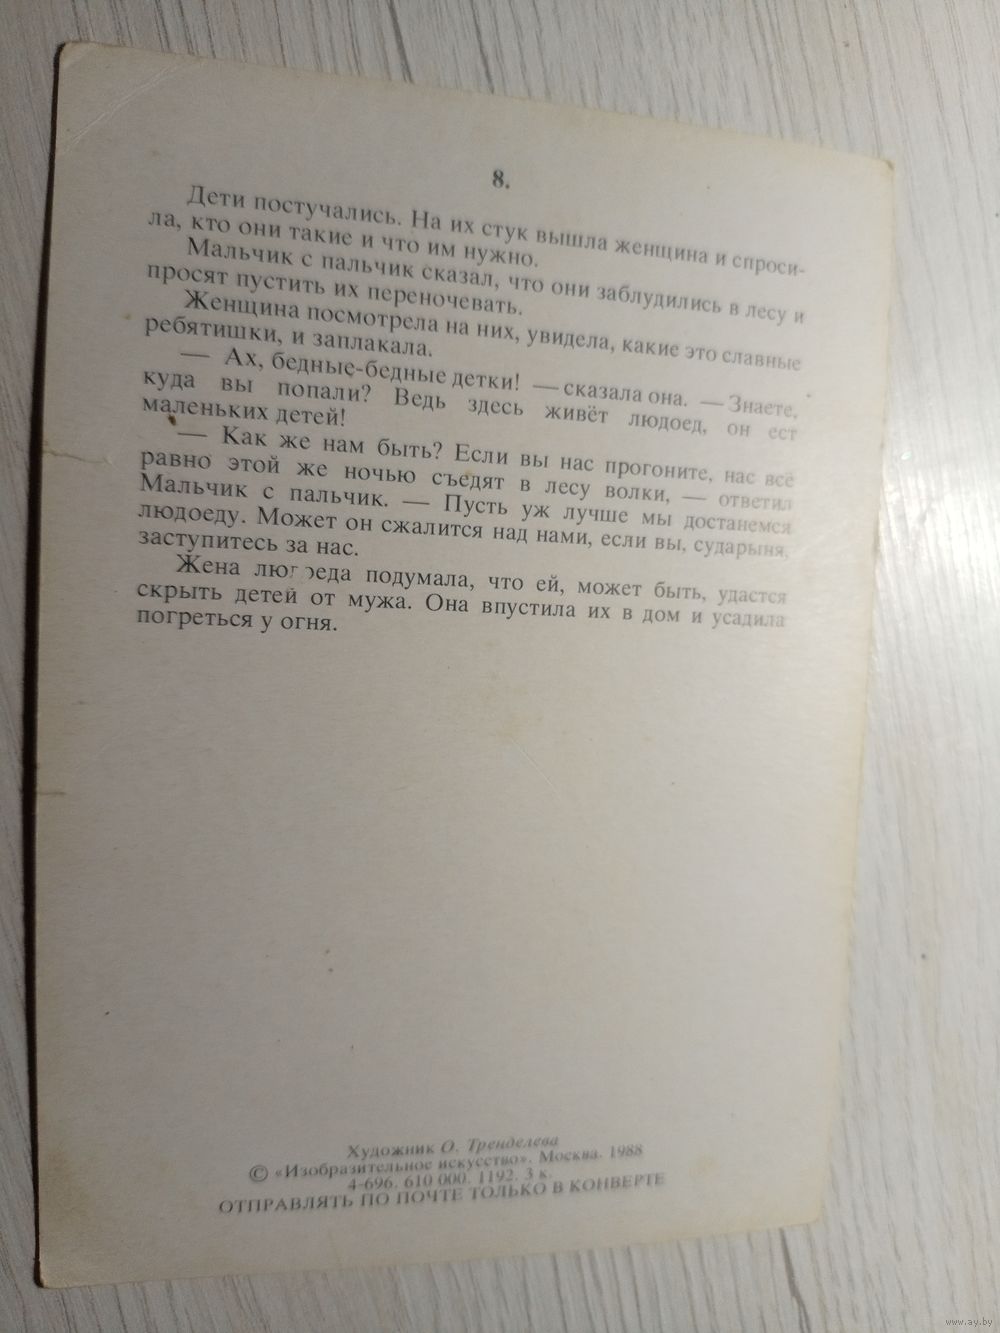 8.
Дети постучались. На их стук вышла женщина и спроси-
ла, кто они такие и что им нужно.
Мальчик с пальчик сказал, что они заблудились в лесу и
просят пустить их переночевать.
Женщина посмотрела на них, увидела, какие это славные
ребятишки, и заплакала.
— Ах, бедные-бедные детки! — сказала она. — Знаете,
куда вы попали? Ведь здесь живёт людоед, он ест
маленьких детей!
— Как же нам быть? Если вы нас прогоните, нас всё
равно этой же ночью съедят в лесу волки, — ответил
Мальчик с пальчик. — Пусть уж лучше мы достанемся
людоеду. Может он сжалится над нами, если вы, сударыня,
заступитесь за нас.
Жена людоеда подумала, что ей, может быть, удастся
скрыть детей от мужа. Она впустила их в дом и усадила
погреться у огня.
Художник О. Тренделева
© «Изобразительное искусство». Москва. 1988
4-696. 610 000. 1192. 3 к.
ОТПРАВЛЯТЬ ПО ПОЧТЕ ТОЛЬКО В КОНВЕРТЕ
www.ay.by